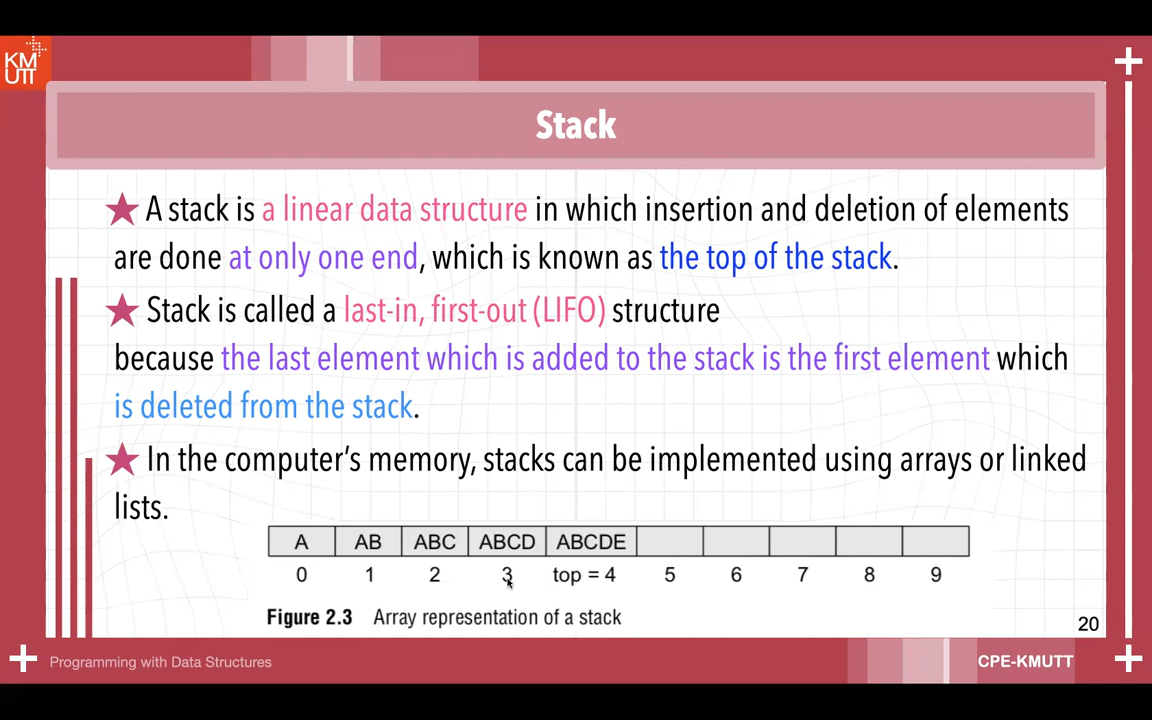 KM
UTT
Stack
A stack is a linear data structure in which insertion and deletion of elements
are done at only one end, which is known as the top of the stack.
Stack is called a last-in, first-out (LIFO) structure
because the last element which is added to the stack is the first element which
is deleted from the stack.
In the computer’s memory, stacks can be implemented using arrays or linked
lists.
A AB ABC ABCD ABCDE
0 1 2 3 top = 4 5 6 7 8 9
Figure 2.3 Array representation of a stack
20
Programming with Data Structures CPE-KMUTT